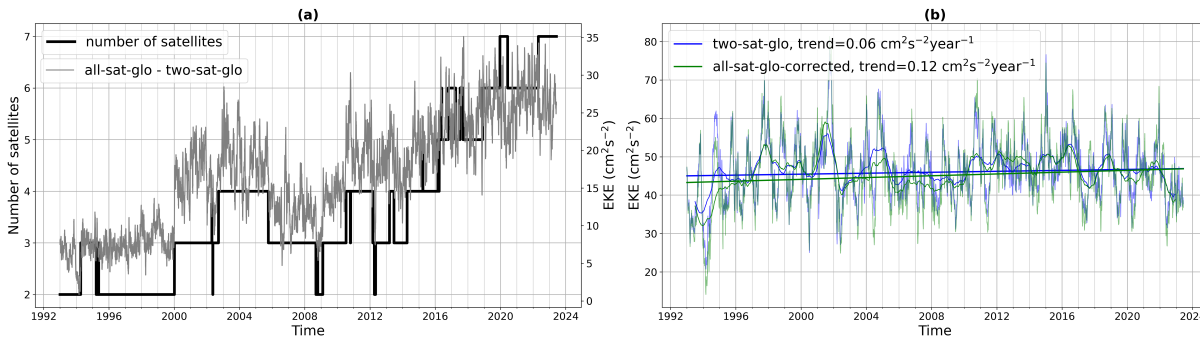 (a)
number of satellites
all-sat-glo - two-sat-glo
Number of satellites
7
6
5
4
3
2
35
30
25
20
15
10
5
0
EKE (cm²s⁻²)
1992 1996 2000 2004 2008 2012 2016 2020 2024
Time
(b)
two-sat-glo, trend=0.06 cm²s⁻²year⁻¹
all-sat-glo-corrected, trend=0.12 cm²s⁻²year⁻¹
EKE (cm²s⁻²)
80
70
60
50
40
30
20
1992 1996 2000 2004 2008 2012 2016 2020 2024
Time